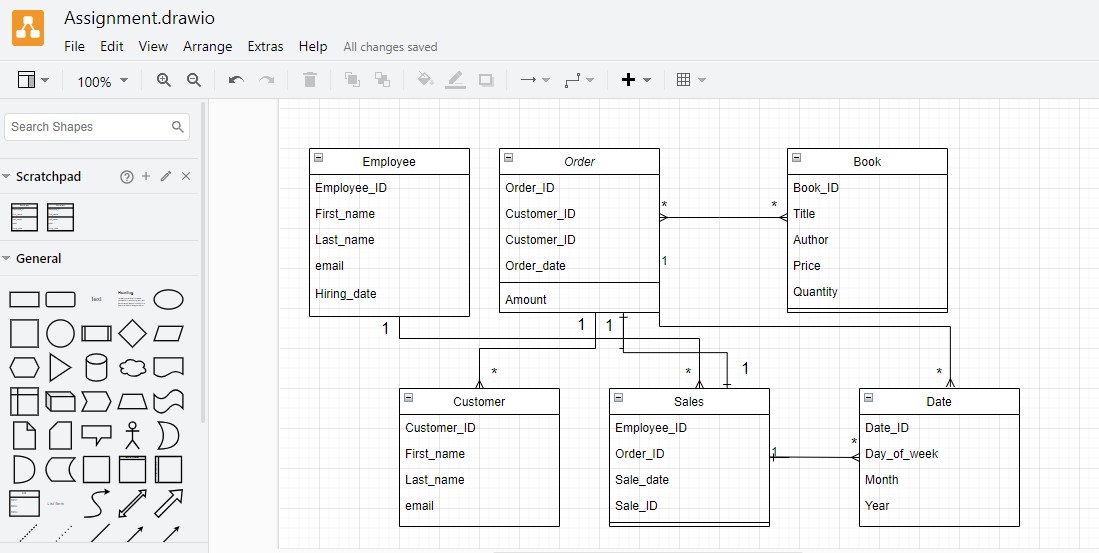 Assignment.drawio
File Edit View Arrange Extras Help All changes saved
100%
Search Shapes
Scratchpad
General
Text
Heading
Employee
Employee_ID
First_name
Last_name
email
Hiring_date
Order
Order_ID
Customer_ID
Customer_ID
Order_date
Amount
Book
Book_ID
Title
Author
Price
Quantity
* *
1
1 1 1
* * 1 *
Customer
Customer_ID
First_name
Last_name
email
Sales
Employee_ID
Order_ID
Sale_date
Sale_ID
1 *
Date
Date_ID
Day_of_week
Month
Year